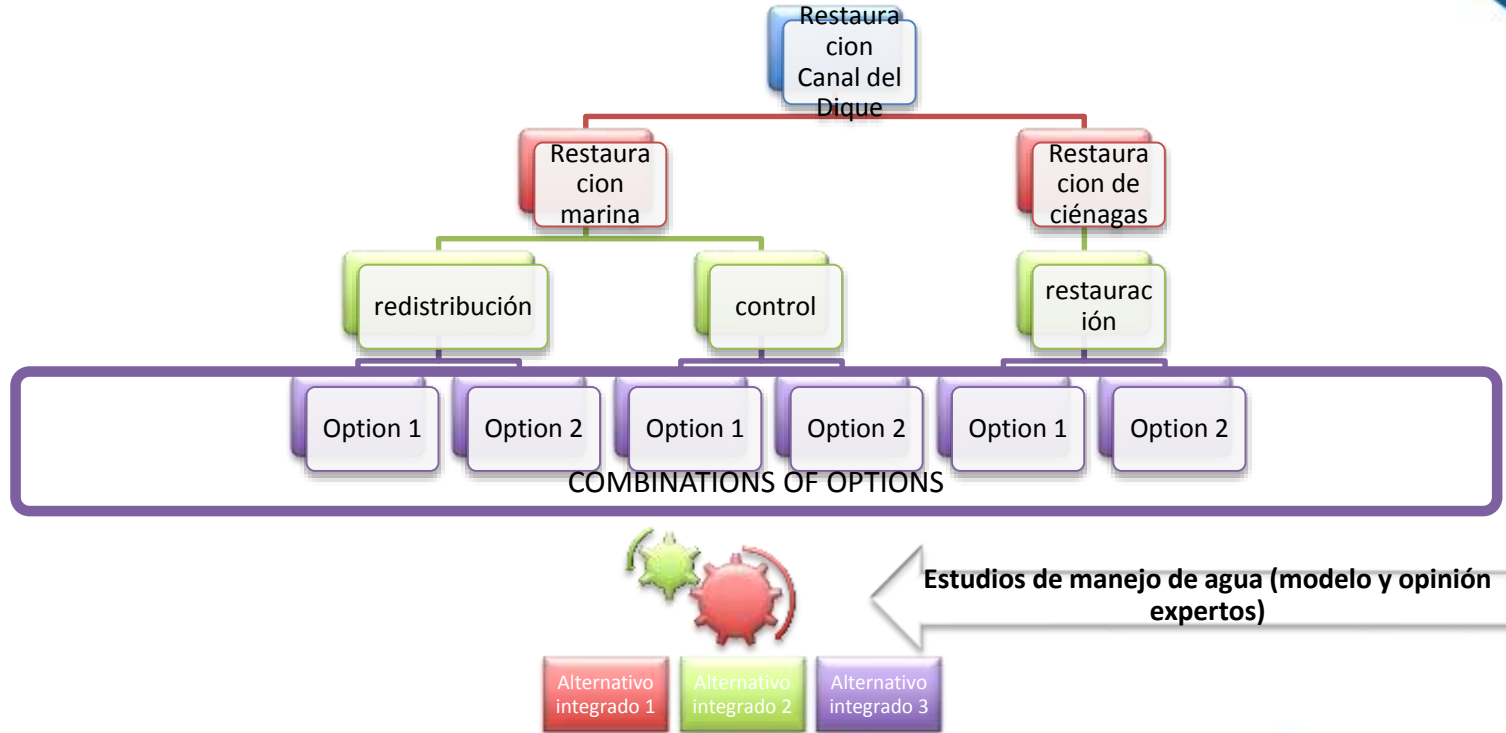 Restaura
cion
Canal del
Dique
Restaura
cion
marina
Restaura
cion de
ciénagas
redistribución
control
restaurac
ión
Option 1
Option 2
Option 1
Option 2
Option 1
Option 2
COMBINATIONS OF OPTIONS
Estudios de manejo de agua (modelo y opinión
expertos)
Alternativo
integrado 1
Alternativo
integrado 2
Alternativo
integrado 3